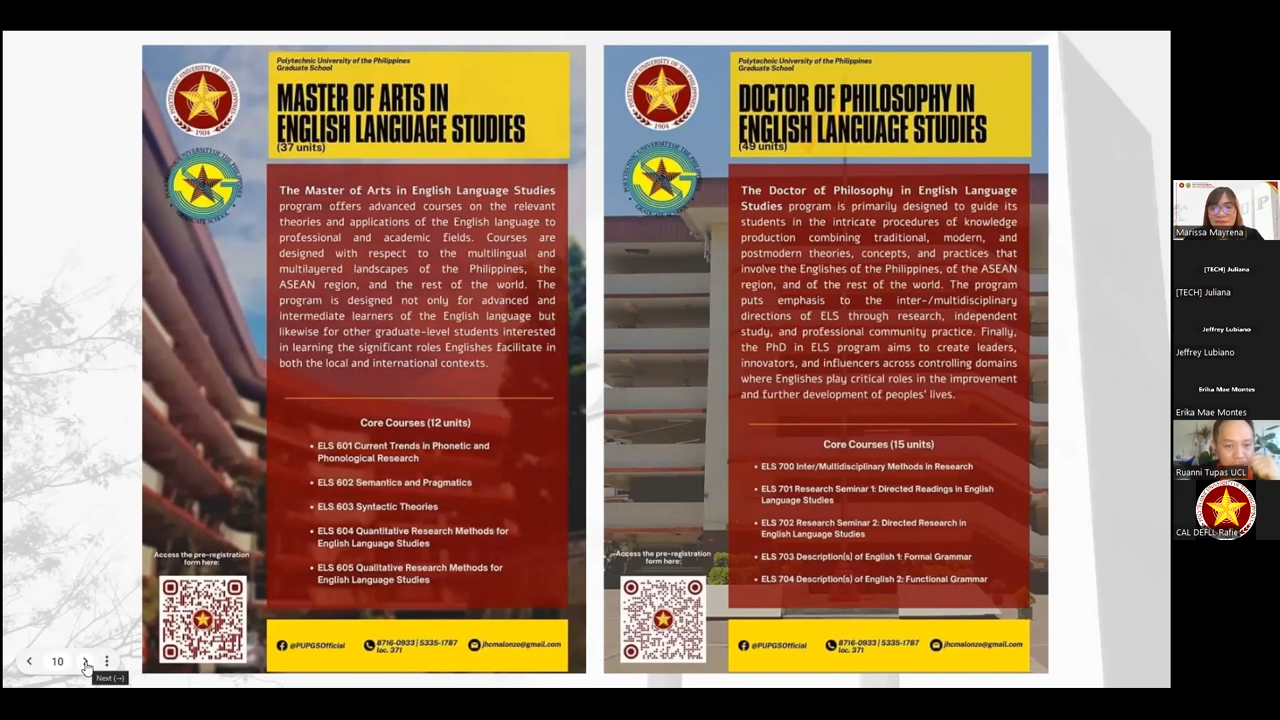 Polytechnic University of the Philippines
Graduate School
MASTER OF ARTS IN
ENGLISH LANGUAGE STUDIES
(37 units)
The Master of Arts in English Language Studies
program offers advanced courses on the relevant
theories and applications of the English language to
professional and academic fields. Courses are
designed with respect to the multilingual and
multilayered landscapes of the Philippines, the
ASEAN region, and the rest of the world. The
program is designed not only for advanced and
intermediate learners of the English language but
likewise for other graduate-level students interested
in learning the significant roles Englishes facilitate in
both the local and international contexts.
Core Courses (12 units)
• ELS 601 Current Trends in Phonetic and
Phonological Research
• ELS 602 Semantics and Pragmatics
• ELS 603 Syntactic Theories
• ELS 604 Quantitative Research Methods for
English Language Studies
• ELS 605 Qualitative Research Methods for
English Language Studies
Access the pre-registration
form here:
@PUPGSOfficial
8716-0933 | 5335-1787
loc. 371
jhcmalonzo@gmail.com
POLYTECHNIC UNIVERSITY OF THE PHILIPPINES
1904
Polytechnic University of the Philippines
Graduate School
DOCTOR OF PHILOSOPHY IN
ENGLISH LANGUAGE STUDIES
(49 units)
The Doctor of Philosophy in English Language
Studies program is primarily designed to guide its
students in the intricate procedures of knowledge
production combining traditional, modern, and
postmodern theories, concepts, and practices that
involve the Englishes of the Philippines, of the ASEAN
region, and of the rest of the world. The program
puts emphasis to the inter-/multidisciplinary
directions of ELS through research, independent
study, and professional community practice. Finally,
the PhD in ELS program aims to create leaders,
innovators, and influencers across controlling domains
where Englishes play critical roles in the improvement
and further development of peoples' lives.
Core Courses (15 units)
• ELS 700 Inter/Multidisciplinary Methods in Research
• ELS 701 Research Seminar 1: Directed Readings in English
Language Studies
• ELS 702 Research Seminar 2: Directed Research in
English Language Studies
• ELS 703 Description(s) of English 1: Formal Grammar
• ELS 704 Description(s) of English 2: Functional Grammar
Access the pre-registration
form here:
@PUPGSOfficial
8716-0933 | 5335-1787
loc. 371
jhcmalonzo@gmail.com
POLYTECHNIC UNIVERSITY OF THE PHILIPPINES
1904
10
Next (→)
Marissa Mayrena
[TECH] Juliana
[TECH] Juliana
Jeffrey Lubiano
Jeffrey Lubiano
Erika Mae Montes
Erika Mae Montes
Ruanni Tupas UCL
CAL DEFLL Rafie